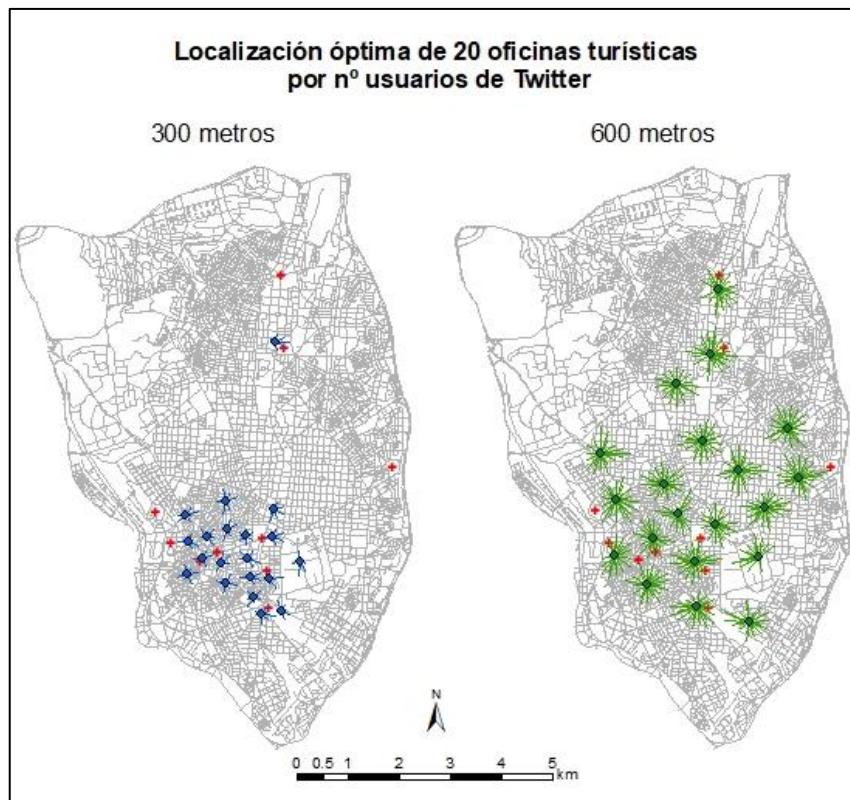 Localización óptima de 20 oficinas turísticas
por nº usuarios de Twitter
300 metros
600 metros
N
0 0.5 1 2 3 4 5
km